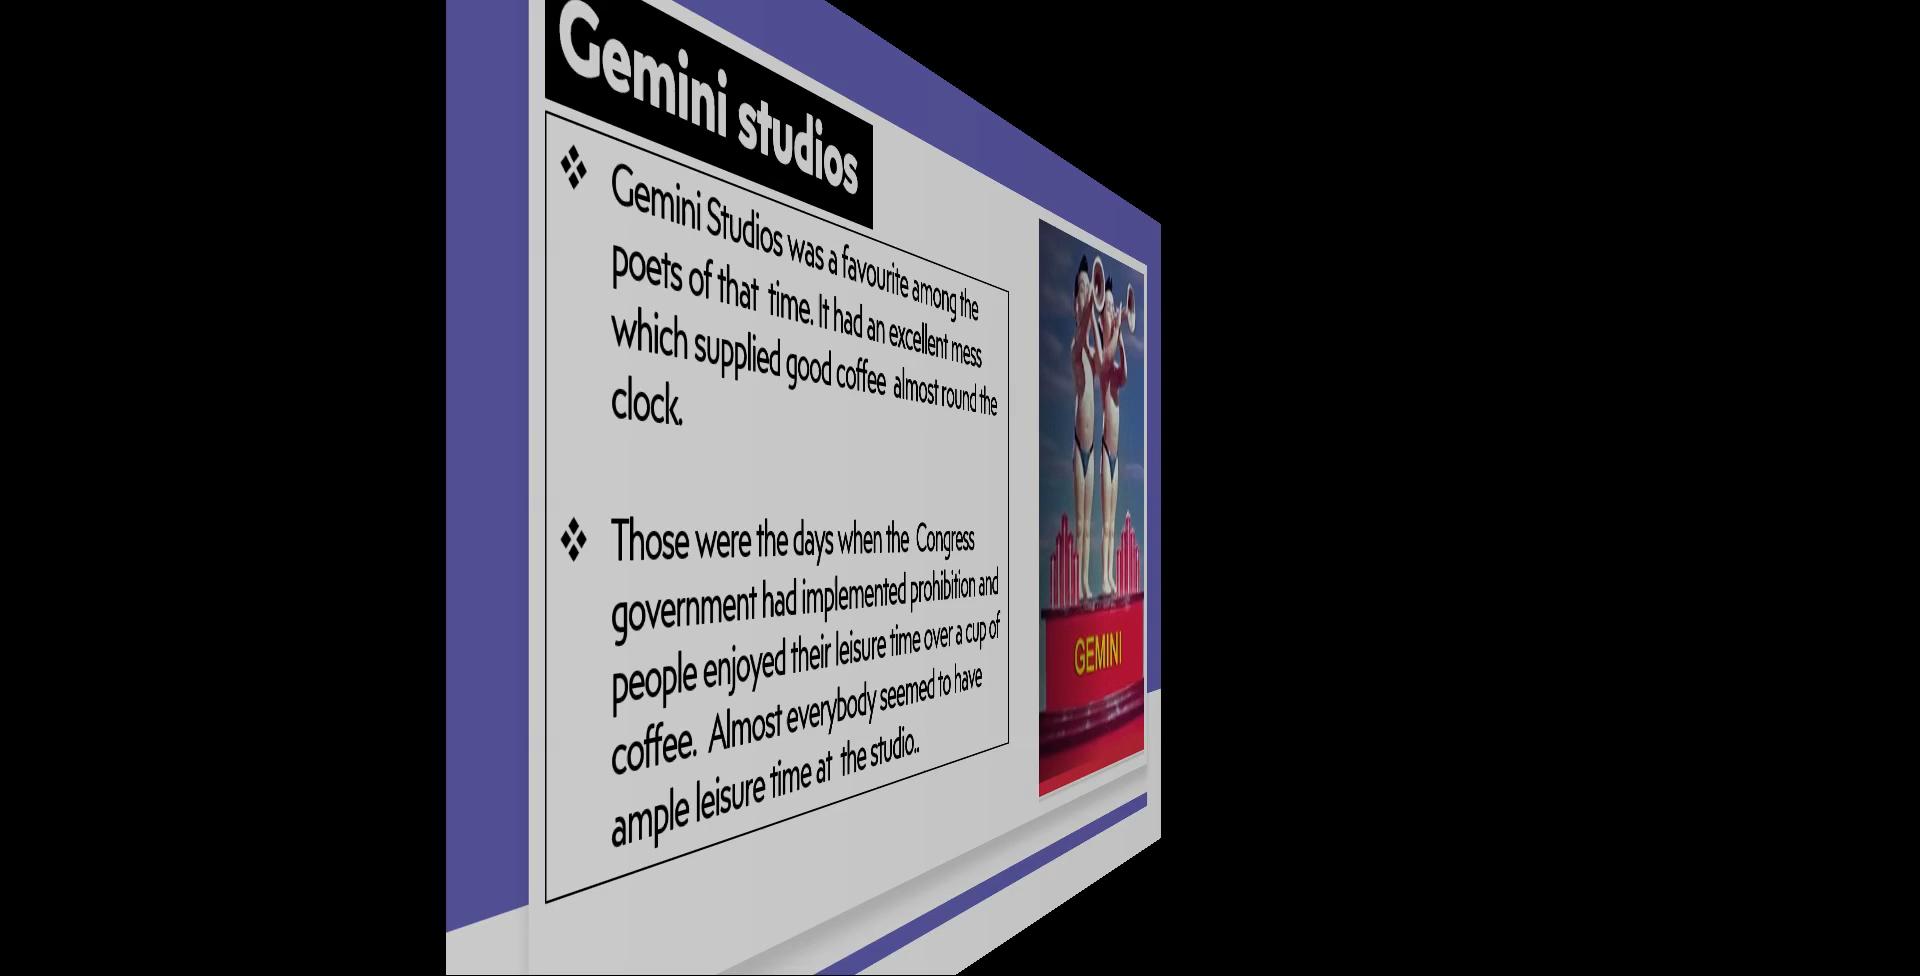 Gemini studios
❖ Gemini Studios was a favourite among the
poets of that time. It had an excellent mess
which supplied good coffee almost round the
clock.
❖ Those were the days when the Congress
government had implemented prohibition and
people enjoyed their leisure time over a cup of
coffee. Almost everybody seemed to have
ample leisure time at the studio..
GEMINI